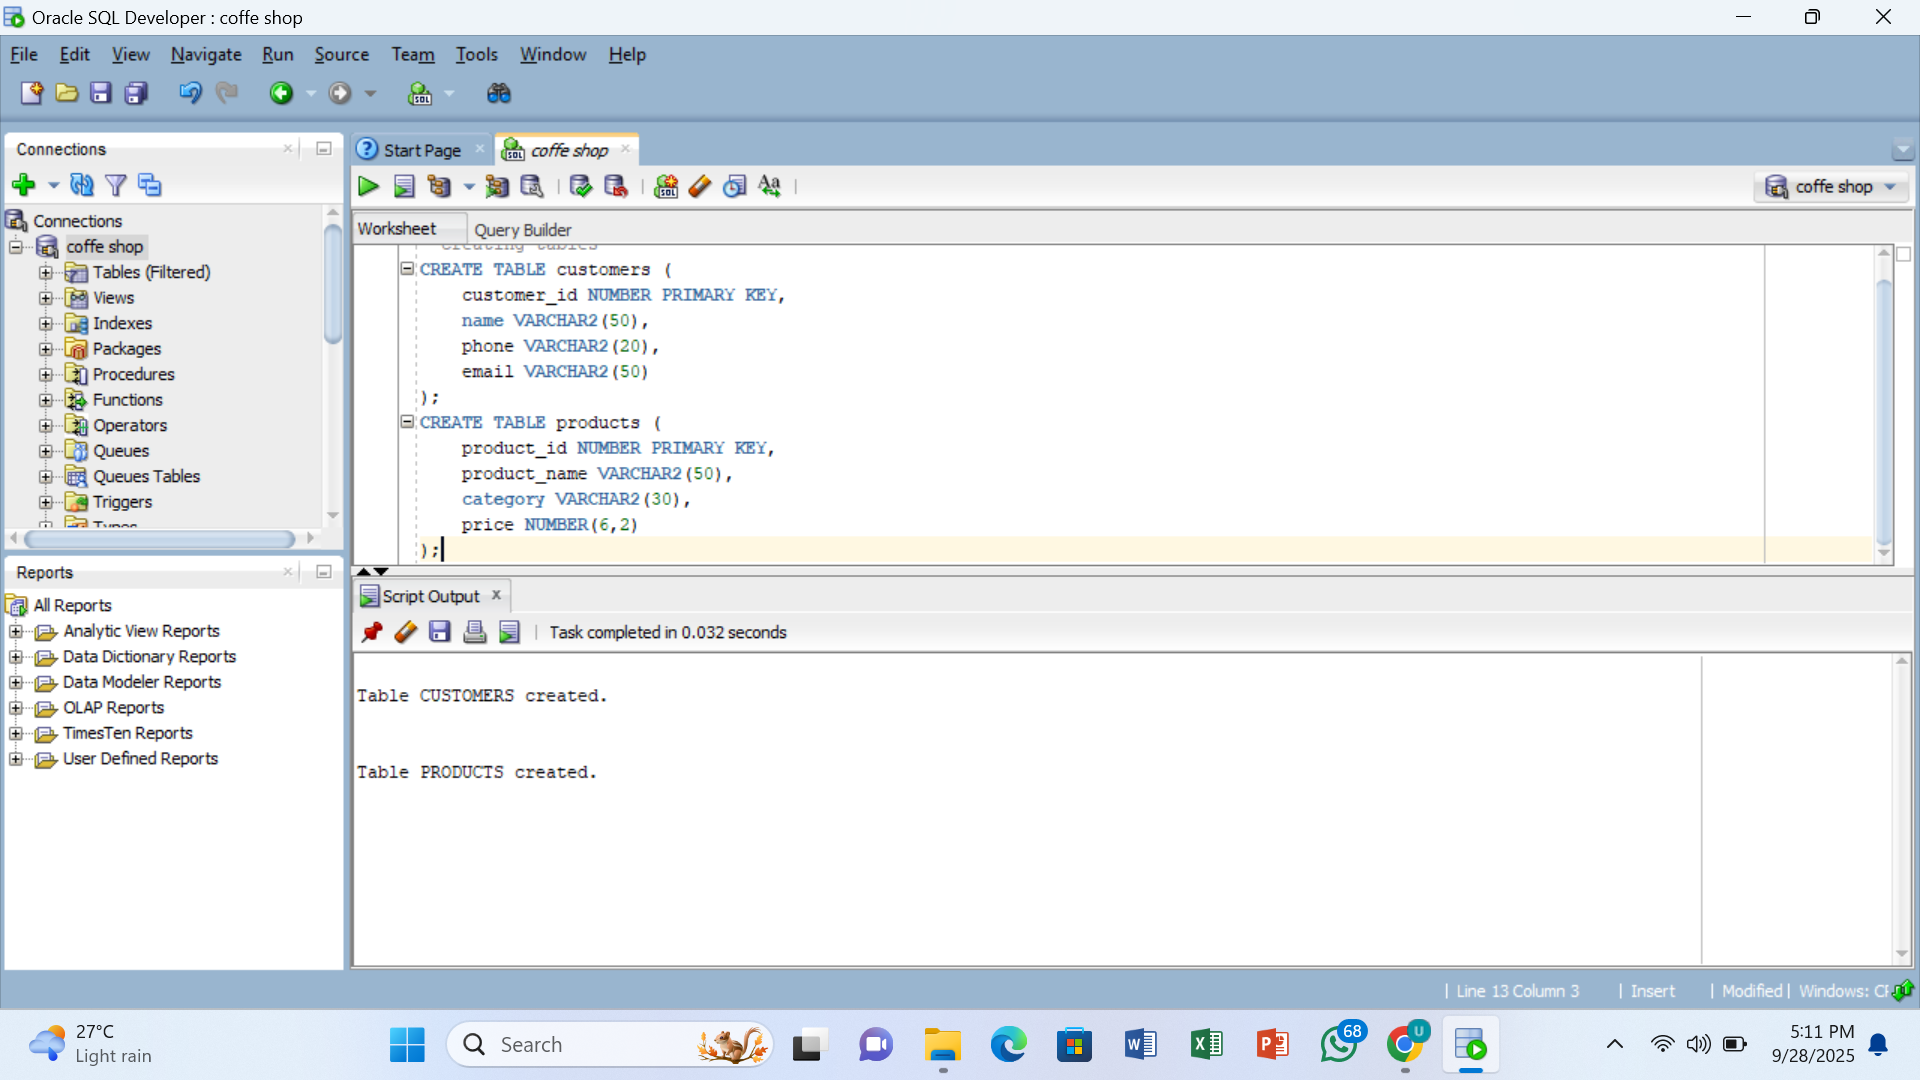 Oracle SQL Developer : coffe shop
File Edit View Navigate Run Source Team Tools Window Help
Connections
Start Page
coffe shop
coffe shop
Worksheet
Query Builder
Connections
coffe shop
Tables (Filtered)
Views
Indexes
Packages
Procedures
Functions
Operators
Queues
Queues Tables
Triggers
Types
creating tables
CREATE TABLE customers (
customer_id NUMBER PRIMARY KEY,
name VARCHAR2(50),
phone VARCHAR2(20),
email VARCHAR2(50)
);
CREATE TABLE products (
product_id NUMBER PRIMARY KEY,
product_name VARCHAR2(50),
category VARCHAR2(30),
price NUMBER(6,2)
);
Reports
All Reports
Analytic View Reports
Data Dictionary Reports
Data Modeler Reports
OLAP Reports
TimesTen Reports
User Defined Reports
Script Output
Task completed in 0.032 seconds
Table CUSTOMERS created.
Table PRODUCTS created.
Line 13 Column 3 | Insert | Modified | Windows: CF
27°C
Light rain
Search
68
U
5:11 PM
9/28/2025